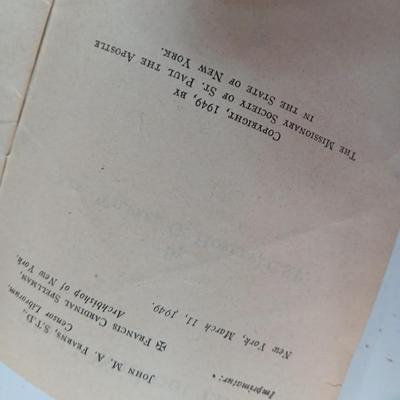 JOHN M. A. FEARNS, S.T.D.,
Censor Librorum.
Imprimatur:
✠ FRANCIS CARDINAL SPELLMAN,
Archbishop of New York.
New York, March 11, 1949.
COPYRIGHT, 1949, BY
THE MISSIONARY SOCIETY OF ST. PAUL THE APOSTLE
IN THE STATE OF NEW YORK.